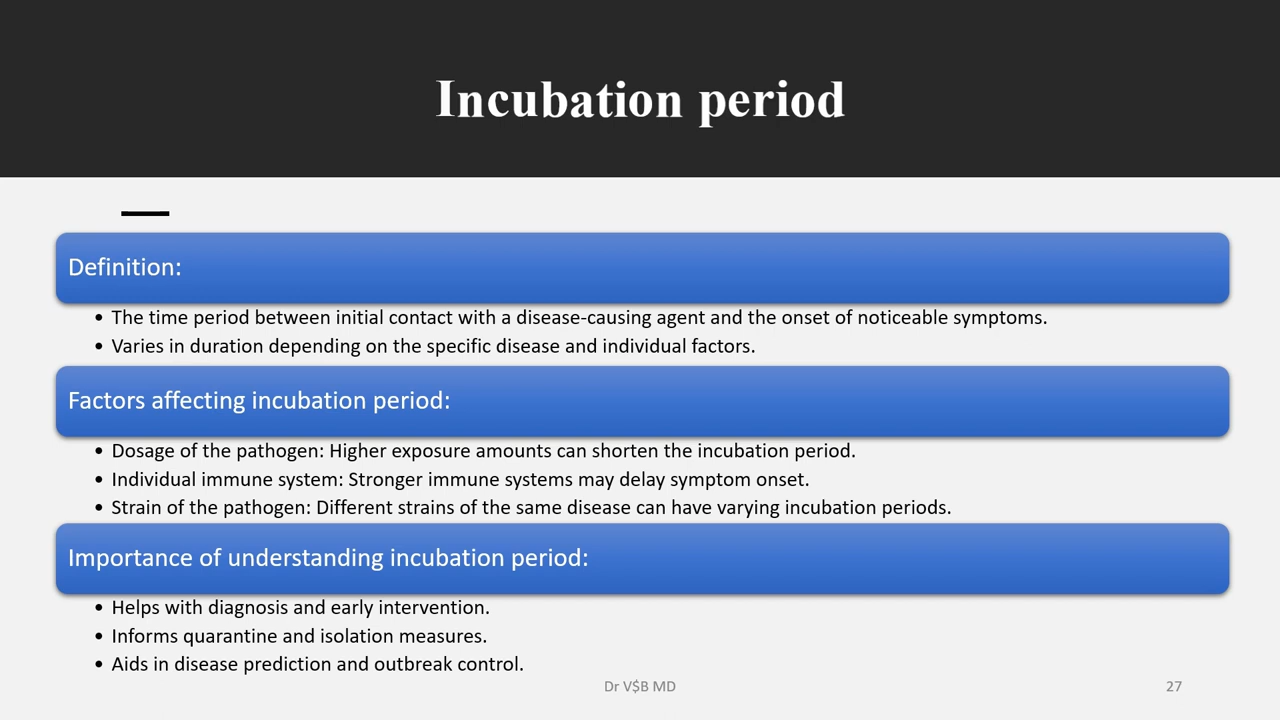 Incubation period
Definition:
• The time period between initial contact with a disease-causing agent and the onset of noticeable symptoms.
• Varies in duration depending on the specific disease and individual factors.
Factors affecting incubation period:
• Dosage of the pathogen: Higher exposure amounts can shorten the incubation period.
• Individual immune system: Stronger immune systems may delay symptom onset.
• Strain of the pathogen: Different strains of the same disease can have varying incubation periods.
Importance of understanding incubation period:
• Helps with diagnosis and early intervention.
• Informs quarantine and isolation measures.
• Aids in disease prediction and outbreak control.
Dr V$B MD
27